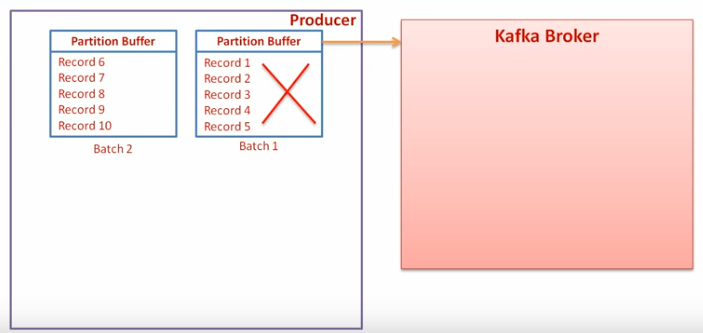 Producer
Partition Buffer
Record 6
Record 7
Record 8
Record 9
Record 10
Batch 2
Partition Buffer
Record 1
Record 2
Record 3
Record 4
Record 5
Batch 1
Kafka Broker